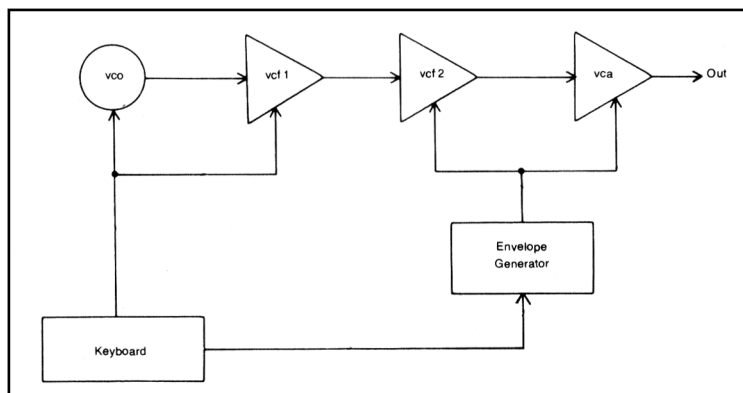 vco
vcf 1
vcf 2
vca
Out
Envelope
Generator
Keyboard